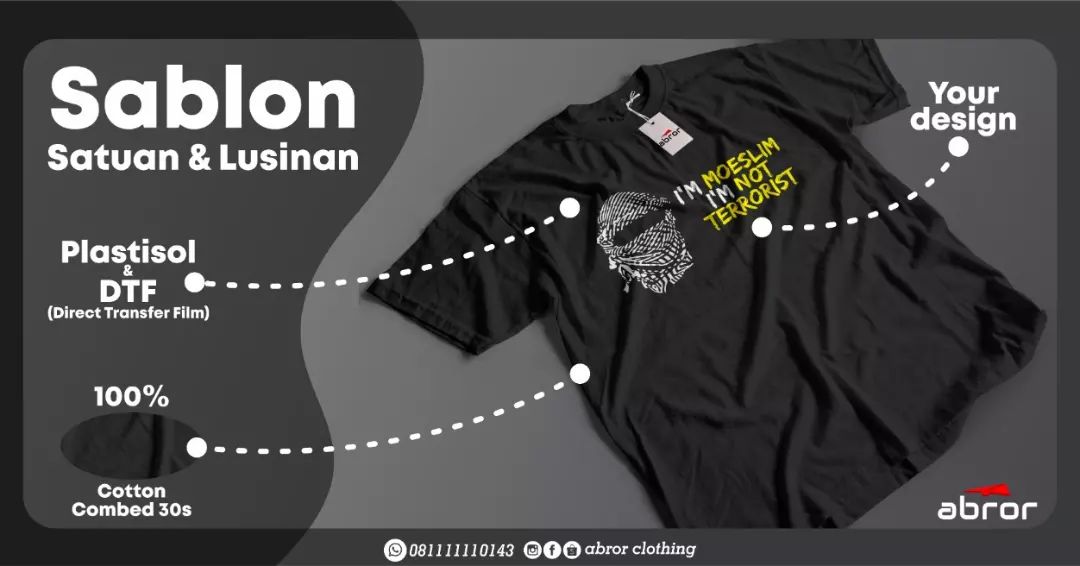 Sablon
Satuan & Lusinan
Plastisol
&
DTF
(Direct Transfer Film)
100%
Cotton
Combed 30s
Your
design
abror
I'M MOESLIM
I'M NOT
TERRORIST
abror
081111110143 abror clothing